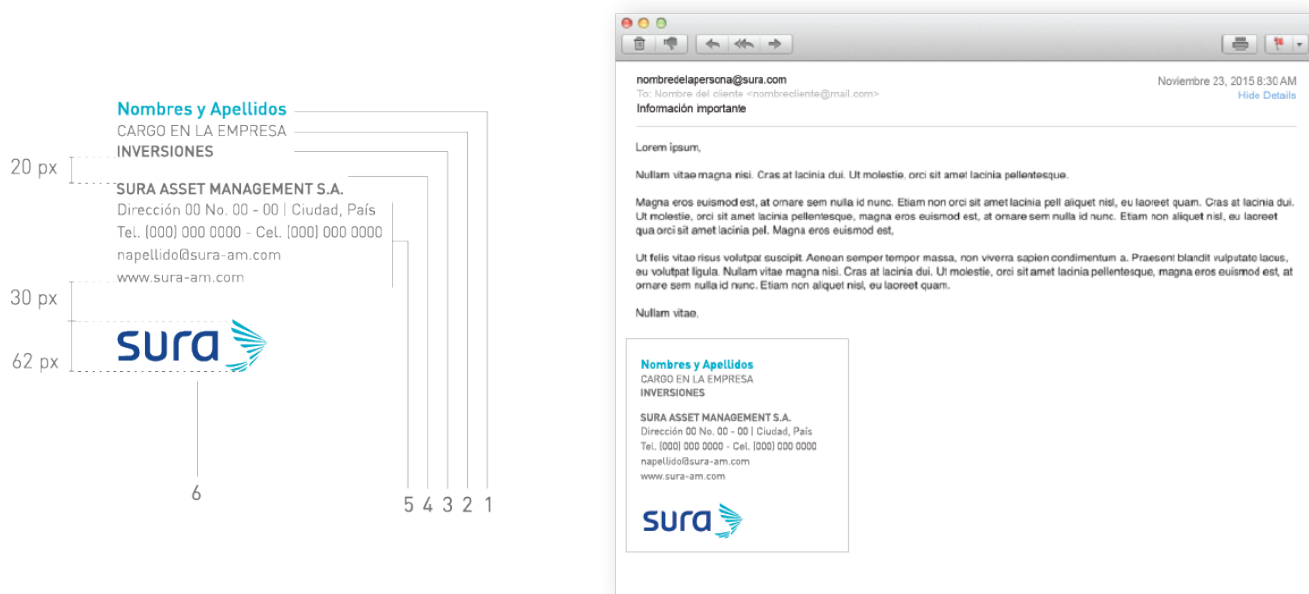 Nombres y Apellidos
CARGO EN LA EMPRESA
INVERSIONES
20 px
SURA ASSET MANAGEMENT S.A.
Dirección 00 No. 00 - 00 | Ciudad, País
Tel. (000) 000 0000 - Cel. (000) 000 0000
napellido@sura-am.com
www.sura-am.com
30 px
sura
62 px
6
5 4 3 2 1
nombredelapersona@sura.com
Noviembre 23, 2015 8:30 AM
To: Nombre del cliente <nombrecliente@mail.com>
Hide Details
Información importante
Lorem ipsum,
Nullam vitae magna risi. Cras at lacinia dui. Ut molestie, orci sit amet lacinia pellentesque.
Magna eros euismod est, at ornare sem nulla id nunc. Etiam non orci sit amet lacinia pell aliquet nisl, eu laoreet quam. Cras at lacinia dui.
Ut molestie, orci sit amet lacinia pellentesque, magna eros euismod est, at ornare sem nulla id nunc. Etiam non aliquet nisl, eu laoreet
qua orci sit amet lacinia pel. Magna eros euismod est,
Ut felis vitae risus volutpat suscipit. Aenean semper tempor massa, non viverra sapien condimentum a. Praesent blandit vulputate lacus,
eu volutpat ligula. Nullam vitae magna nisi. Cras at lacinia dui. Ut molestie, orci sit amet lacinia pellentesque, magna eros euismod est, at
ornare sem nulla id nunc. Etiam non aliquet nisl, eu laoreet quam.
Nullam vitae,
Nombres y Apellidos
CARGO EN LA EMPRESA
INVERSIONES
SURA ASSET MANAGEMENT S.A.
Dirección 00 No. 00 - 00 | Ciudad, País
Tel. (000) 000 0000 - Cel. (000) 000 0000
napellido@sura-am.com
www.sura-am.com
sura